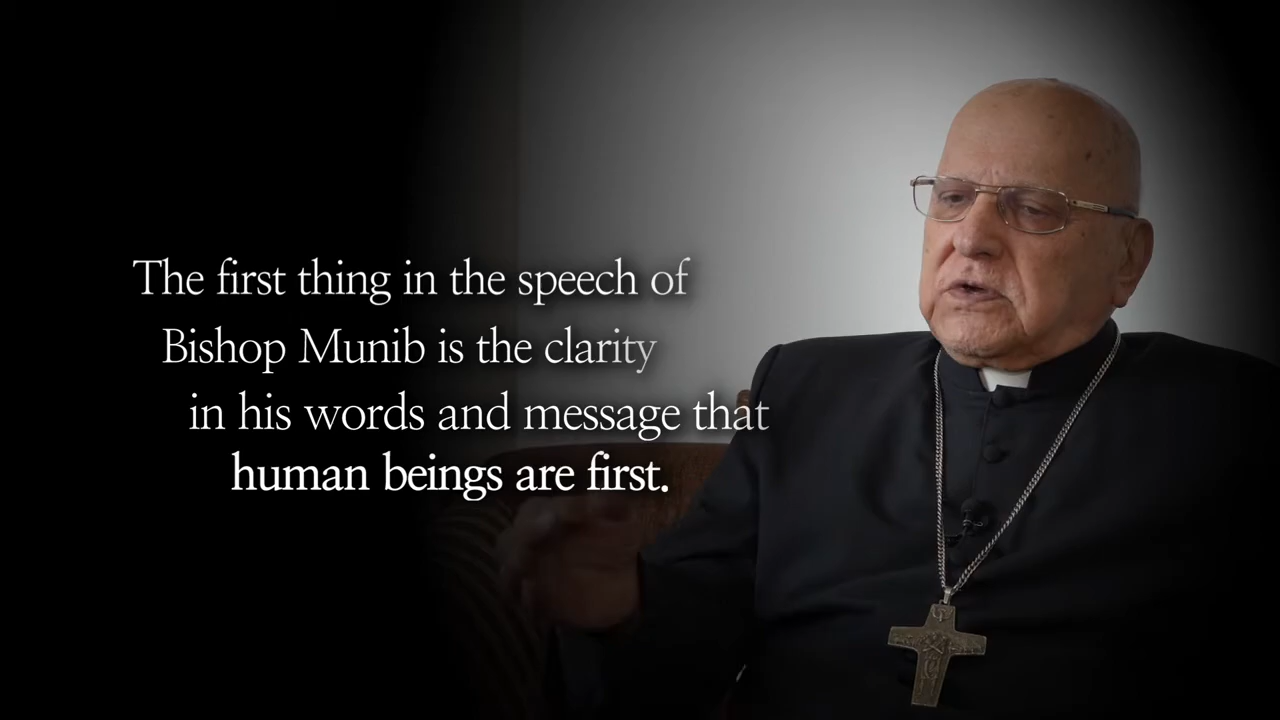 The first thing in the speech of
Bishop Munib is the clarity
in his words and message that
human beings are first.